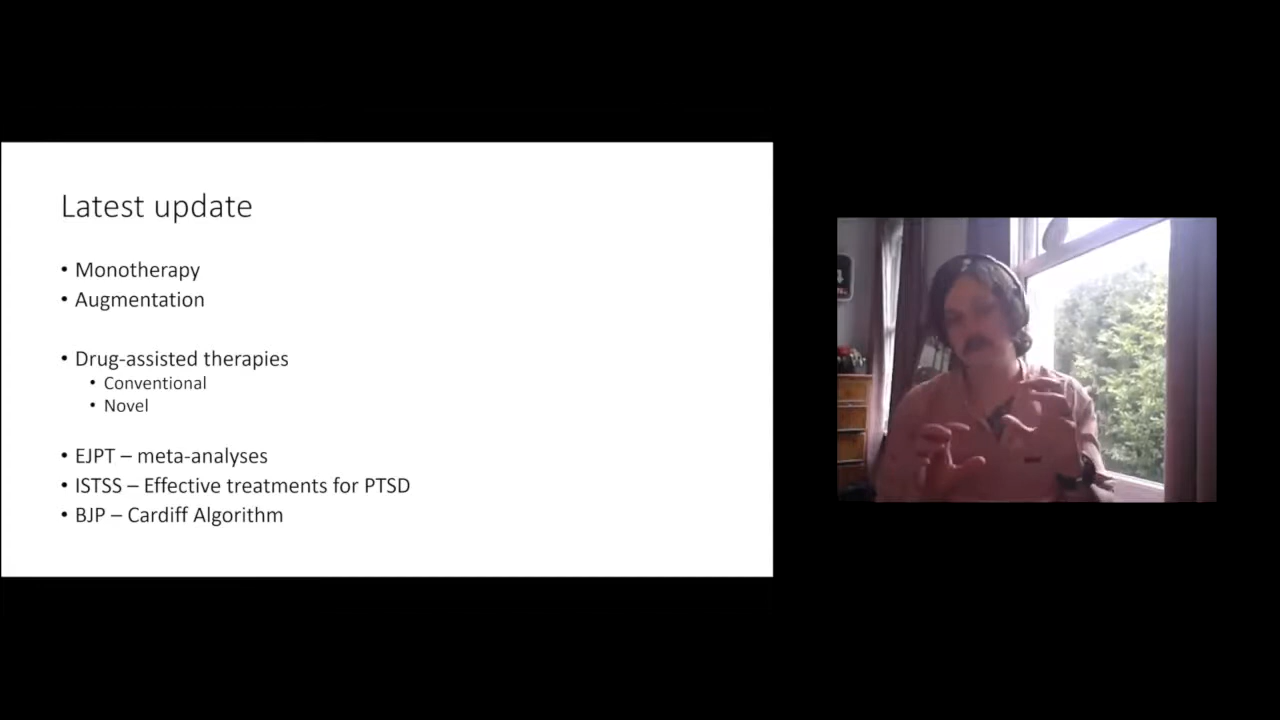 Latest update
• Monotherapy
• Augmentation
• Drug-assisted therapies
• Conventional
• Novel
• EJPT – meta-analyses
• ISTSS – Effective treatments for PTSD
• BJP – Cardiff Algorithm